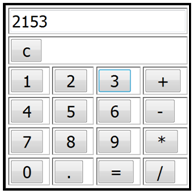 2153
c
1 2 3 +
4 5 6 -
7 8 9 *
0 . = /